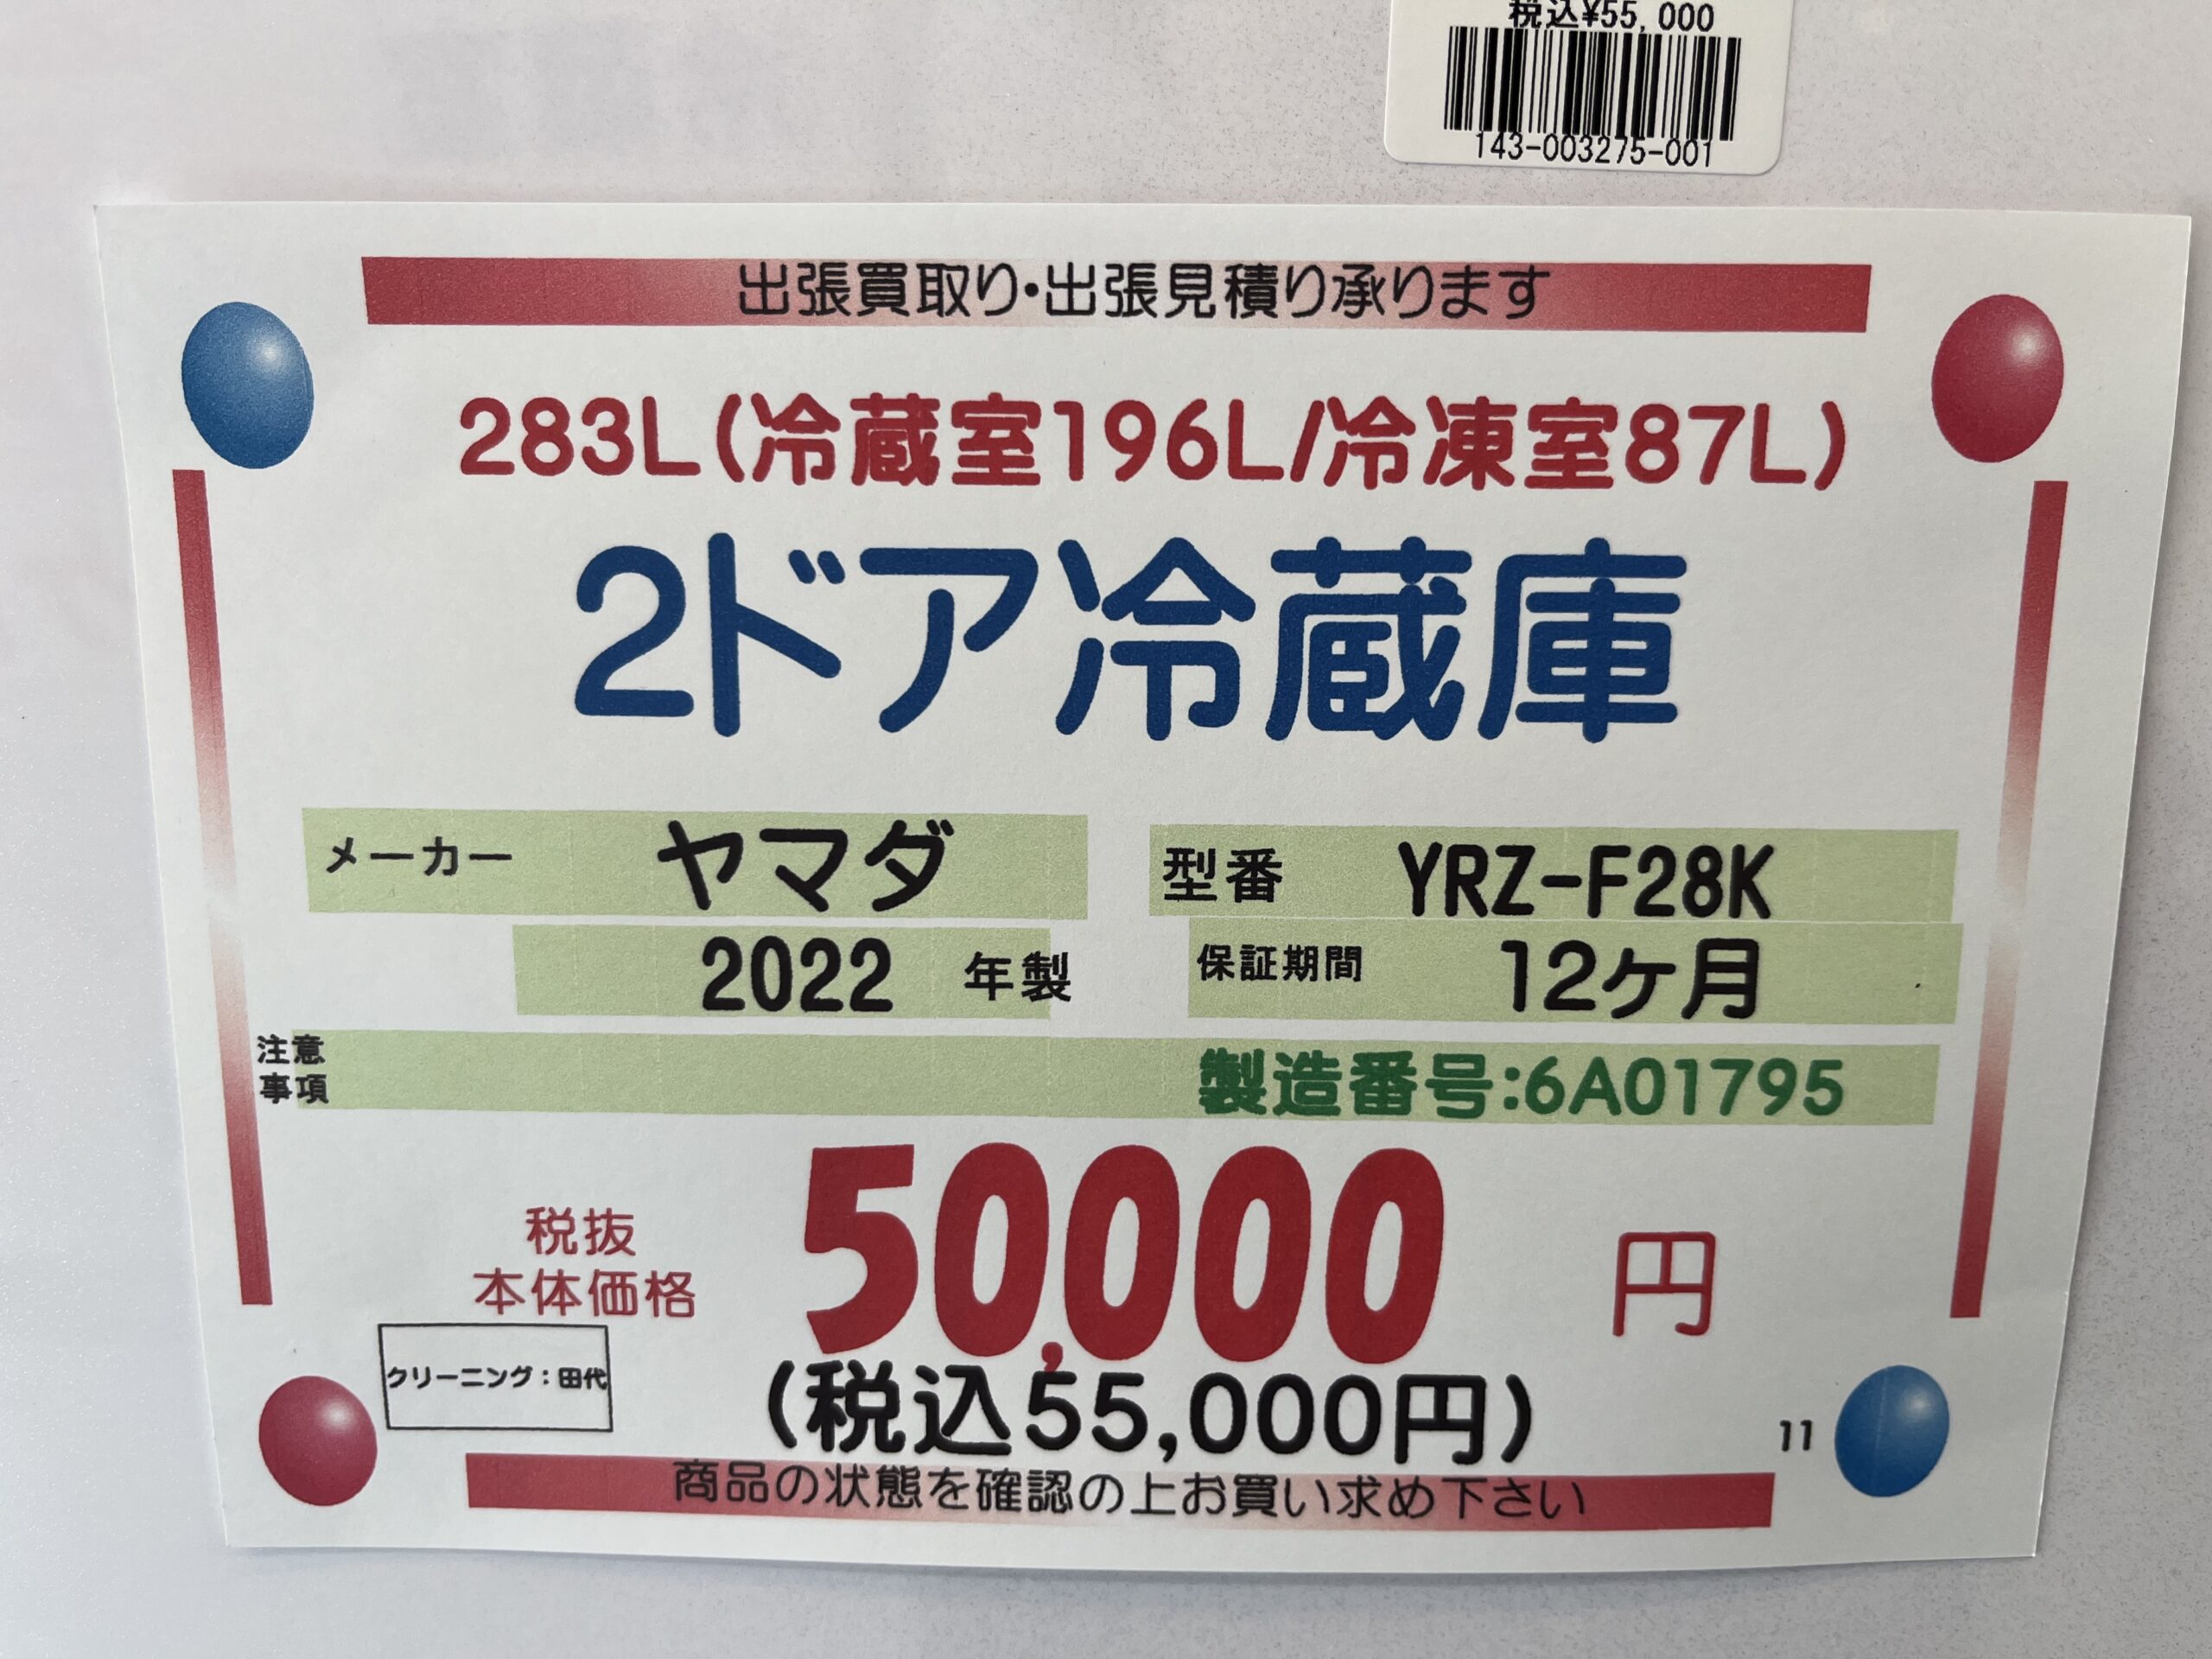 税込¥55,000
143-003275-001
出張買取り・出張見積り承ります
283L(冷蔵室196L/冷凍室87L)
2ドア冷蔵庫
メーカー ヤマダ 型番 YRZ-F28K
2022 年製 保証期間 12ヶ月
注意
事項
製造番号:6A01795
税抜
本体価格
50,000 円
クリーニング：田代
(税込55,000円)
11
商品の状態を確認の上お買い求め下さい